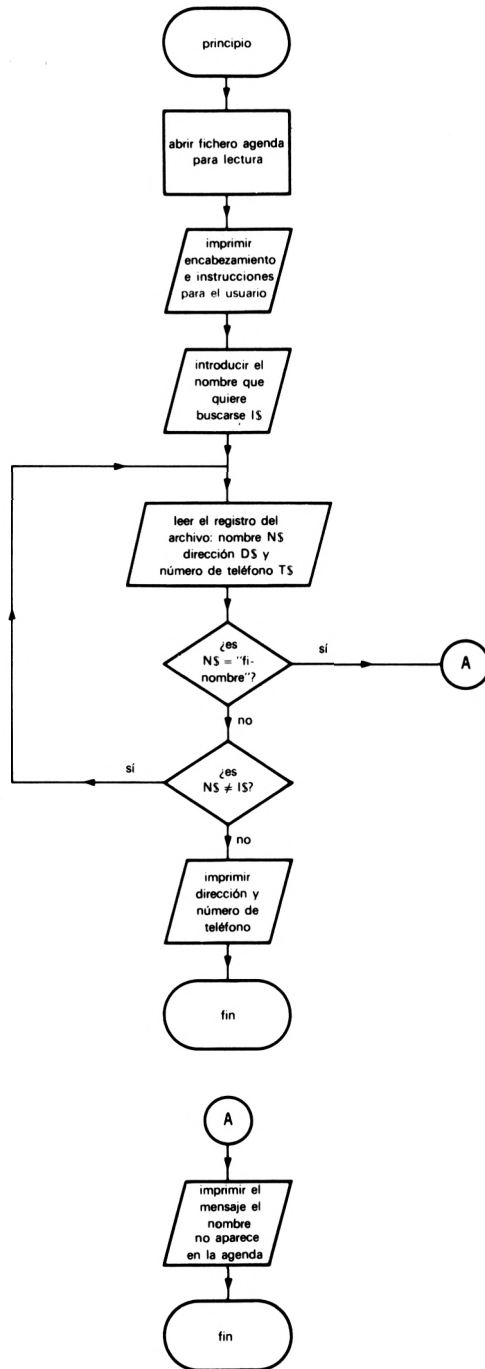 principio
abrir fichero agenda
para lectura
imprimir
encabezamiento
e instrucciones
para el usuario
introducir el
nombre que
quiere
buscarse I$
leer el registro del
archivo: nombre N$
dirección D$ y
número de teléfono T$
¿es
N$ = "fi-
nombre"?
sí
A
no
¿es
N$ ≠ I$?
sí
no
imprimir
dirección y
número de
teléfono
fin
A
imprimir el
mensaje el
nombre
no aparece
en la agenda
fin